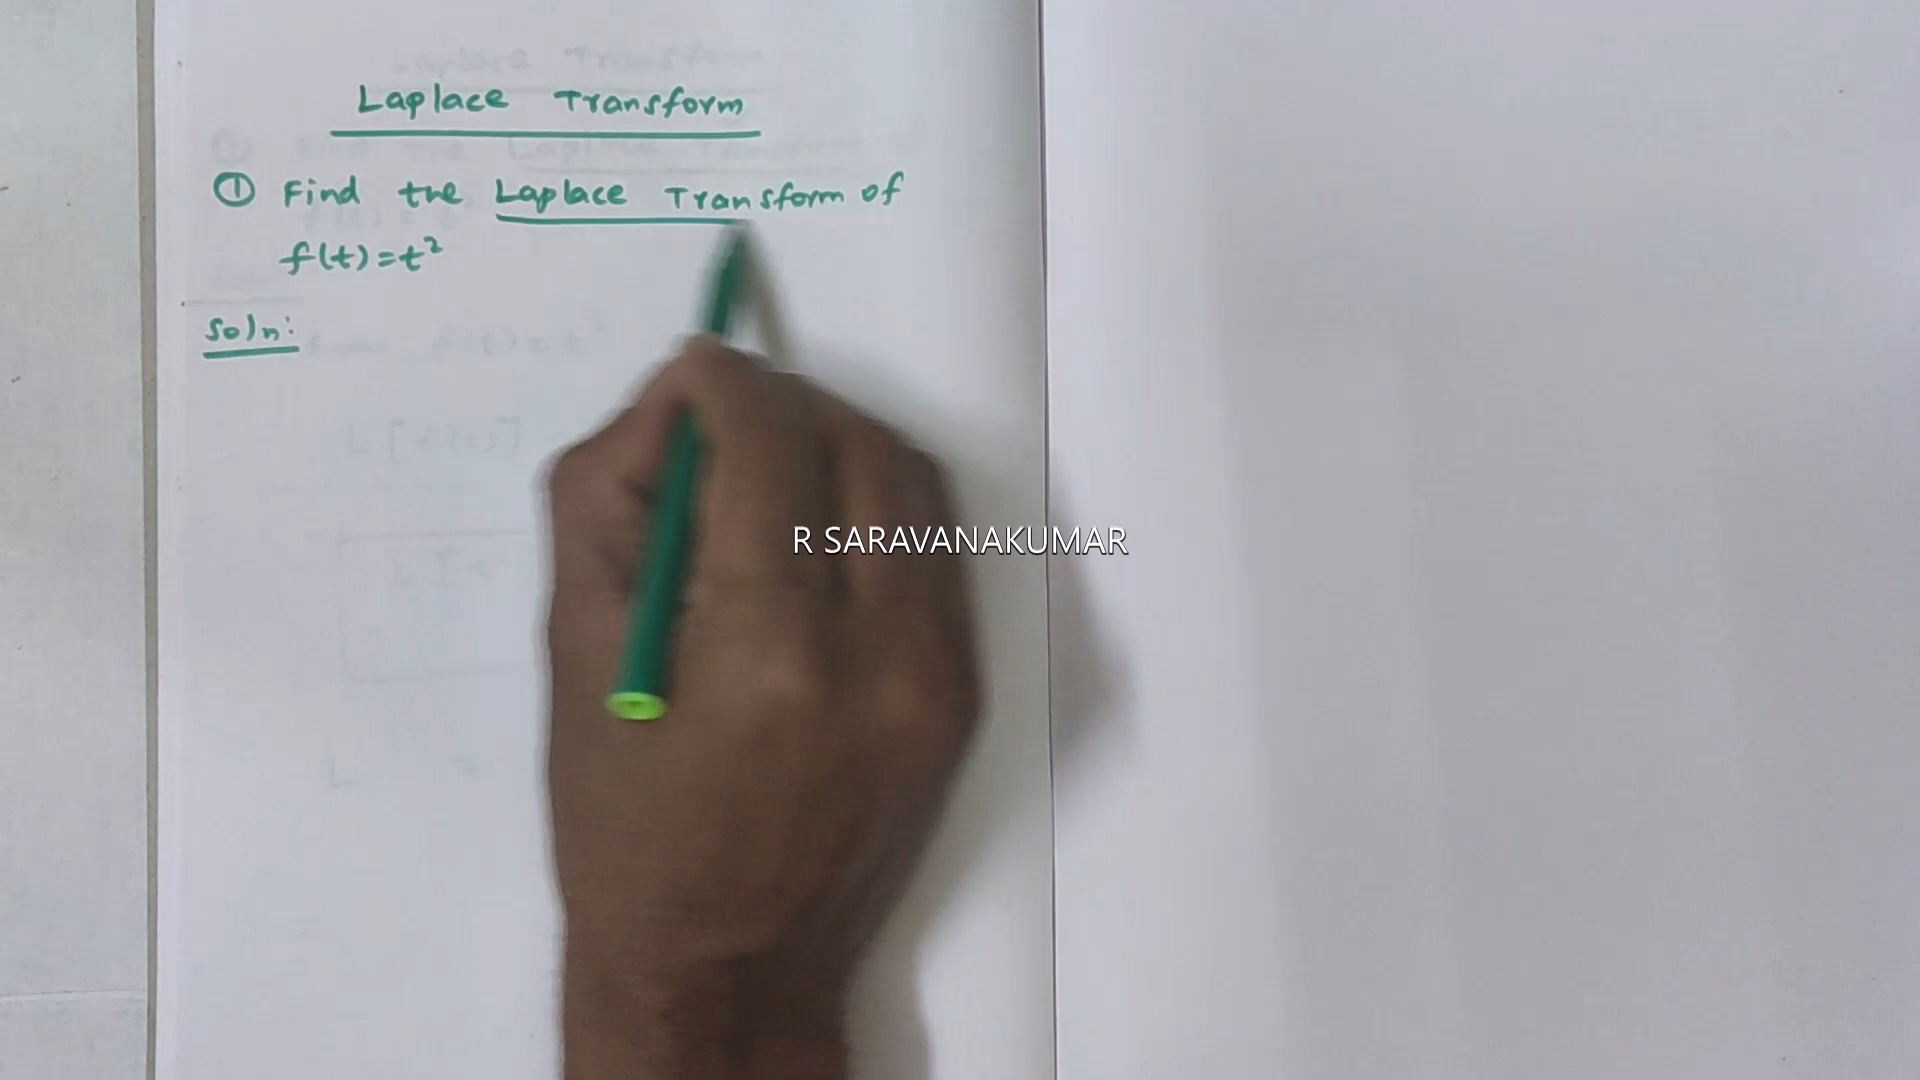 Laplace Transform
① Find the Laplace Transform of
f(t)=t²
Soln:
R SARAVANAKUMAR